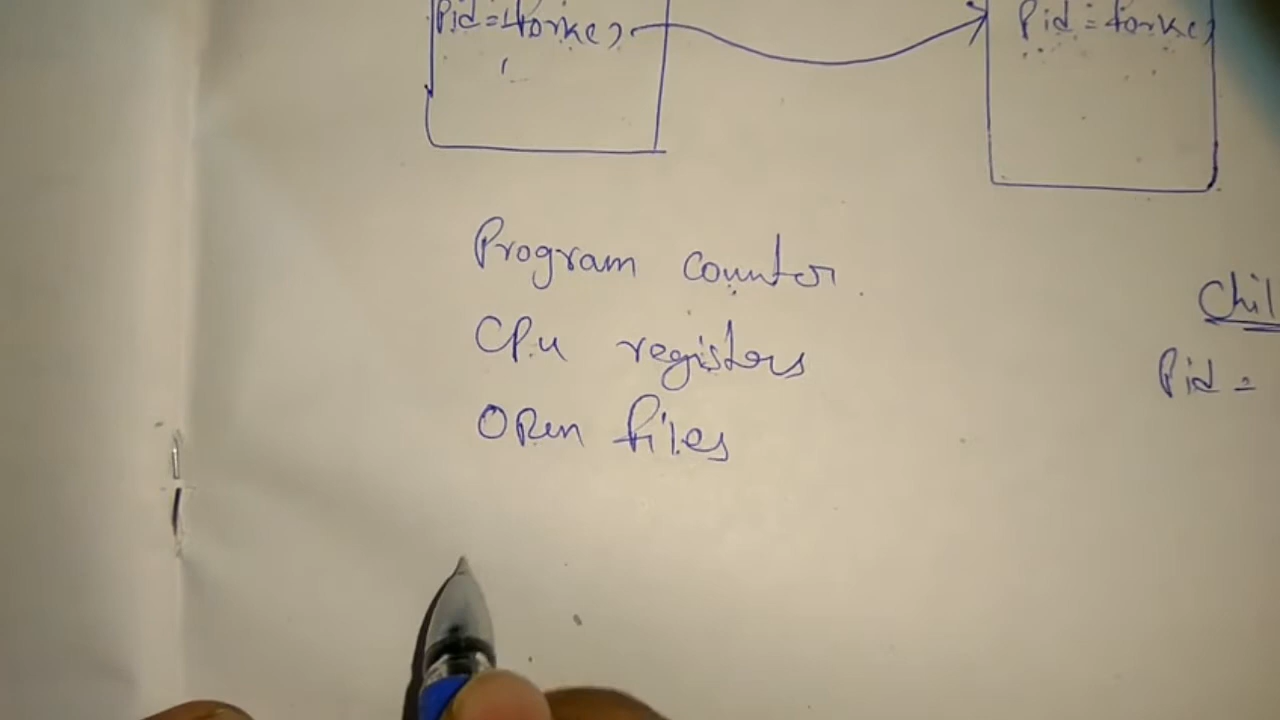 Pid = fork()
Pid = fork()
Program counter
CPU registers
Open files
Chil
Pid =